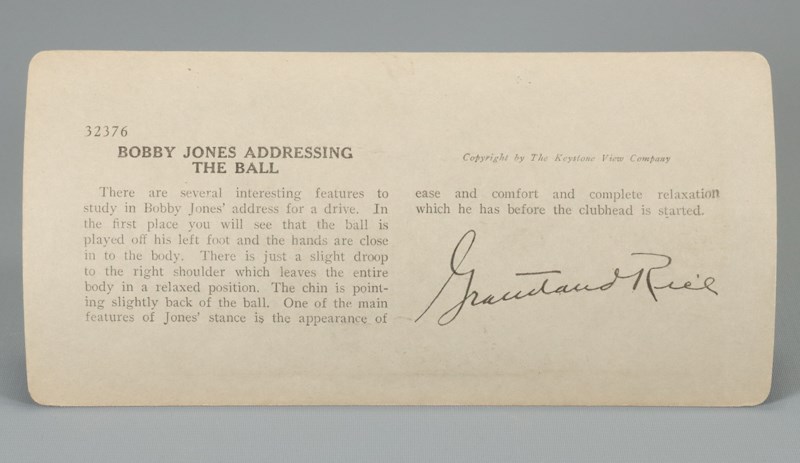 32376
BOBBY JONES ADDRESSING
THE BALL
There are several interesting features to
study in Bobby Jones' address for a drive. In
the first place you will see that the ball is
played off his left foot and the hands are close
in to the body. There is just a slight droop
to the right shoulder which leaves the entire
body in a relaxed position. The chin is point-
ing slightly back of the ball. One of the main
features of Jones' stance is the appearance of
Copyright by The Keystone View Company
ease and comfort and complete relaxation
which he has before the clubhead is started.
Grantland Rice